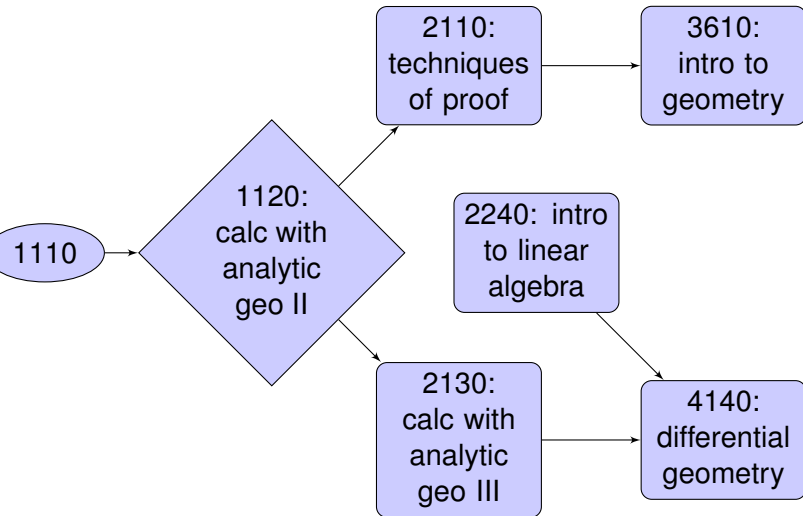 2110:
techniques
of proof
3610:
intro to
geometry
1110
1120:
calc with
analytic
geo II
2240: intro
to linear
algebra
2130:
calc with
analytic
geo III
4140:
differential
geometry